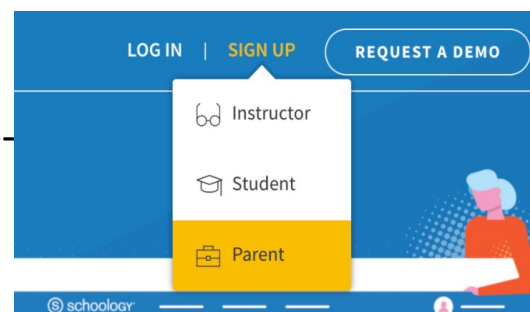 LOG IN | SIGN UP REQUEST A DEMO
Instructor
Student
Parent
S schoology